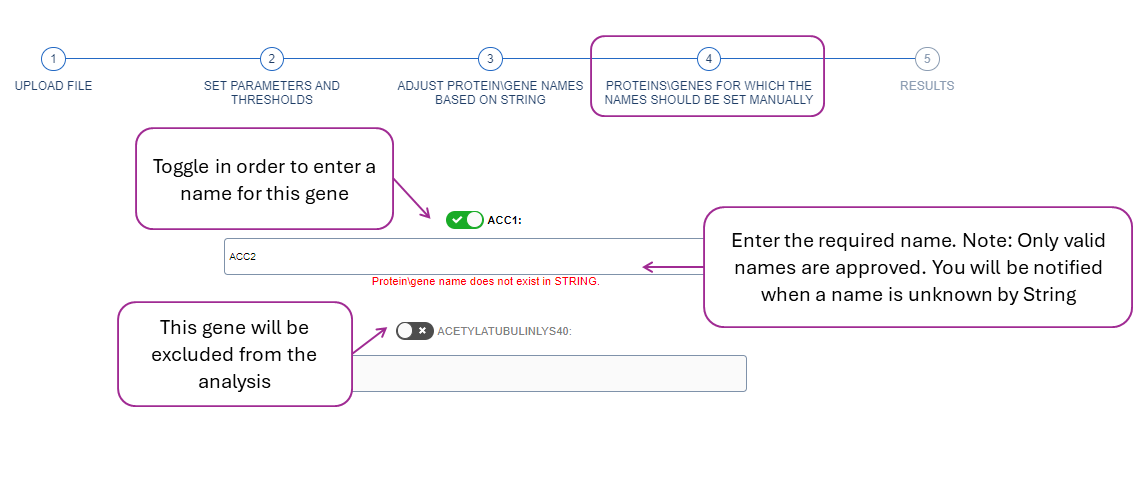 1
2
3
4
5
UPLOAD FILE
SET PARAMETERS AND
THRESHOLDS
ADJUST PROTEIN\GENE NAMES
BASED ON STRING
PROTEINS\GENES FOR WHICH THE
NAMES SHOULD BE SET MANUALLY
RESULTS
Toggle in order to enter a
name for this gene
ACC1:
ACC2
Protein\gene name does not exist in STRING.
Enter the required name. Note: Only valid
names are approved. You will be notified
when a name is unknown by String
This gene will be
excluded from the
analysis
ACETYLATUBULINLYS40: